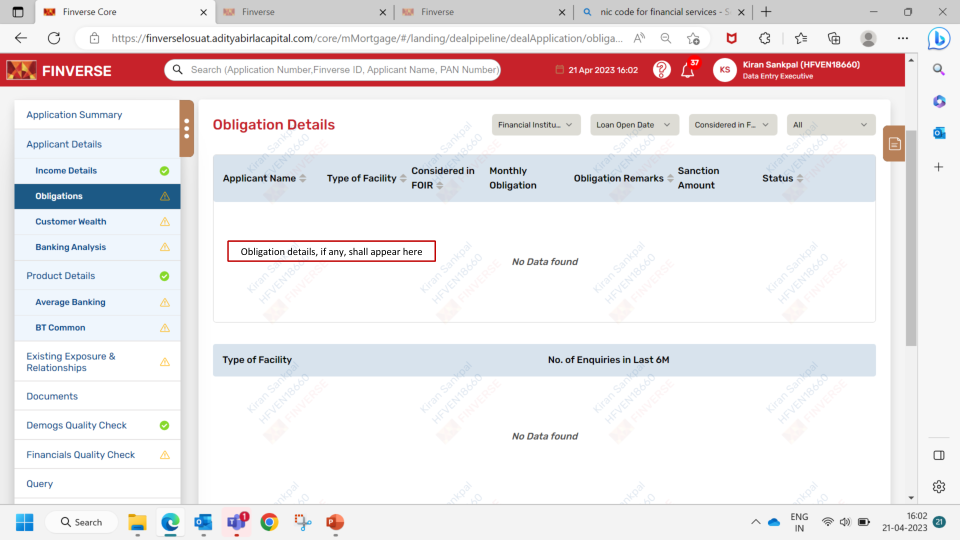 Finverse Core
Finverse
Finverse
nic code for financial services - S
https://finverselosuat.adityabirlacapital.com/core/mMortgage/#/landing/dealpipeline/dealApplication/obliga...
FINVERSE
Search (Application Number,Finverse ID, Applicant Name, PAN Number)
21 Apr 2023 16:02
37
KS
Kiran Sankpal (HFVEN18660)
Data Entry Executive
Application Summary
Applicant Details
Income Details
Obligations
Customer Wealth
Banking Analysis
Product Details
Average Banking
BT Common
Existing Exposure &
Relationships
Documents
Demogs Quality Check
Financials Quality Check
Query
Obligation Details
Financial Institu...
Loan Open Date
Considered in F...
All
Applicant Name
Type of Facility
Considered in
FOIR
Monthly
Obligation
Obligation Remarks
Sanction
Amount
Status
Obligation details, if any, shall appear here
No Data found
Type of Facility
No. of Enquiries in Last 6M
No Data found
Kiran Sankpal
HFVEN18660
FINVERSE
Search
1
ENG
IN
16:02
21-04-2023
21